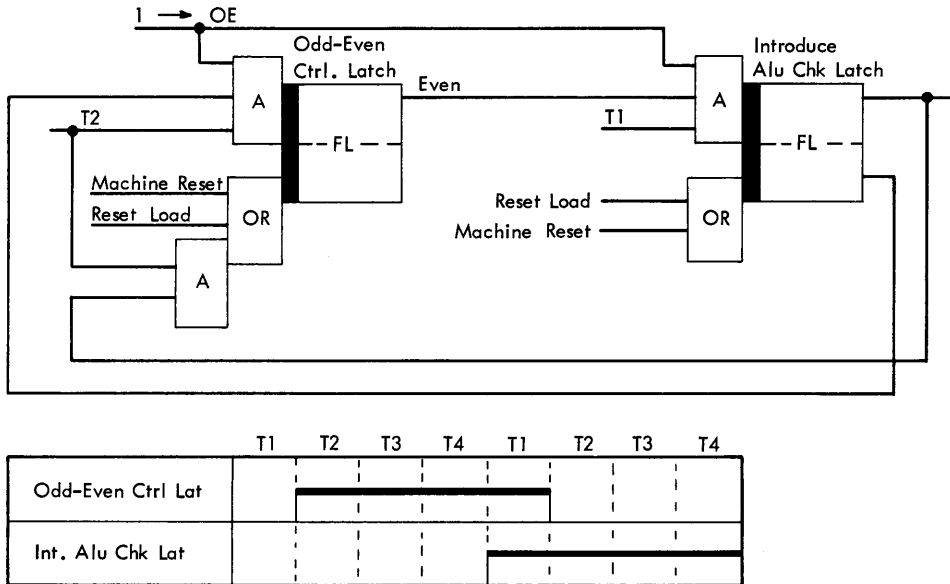 1 → OE
Odd-Even
Ctrl. Latch
Introduce
Alu Chk Latch
A
Even
A
T2
T1
FL
FL
Machine Reset
Reset Load
OR
Reset Load
Machine Reset
OR
A
T1 T2 T3 T4 T1 T2 T3 T4
Odd-Even Ctrl Lat
Int. Alu Chk Lat